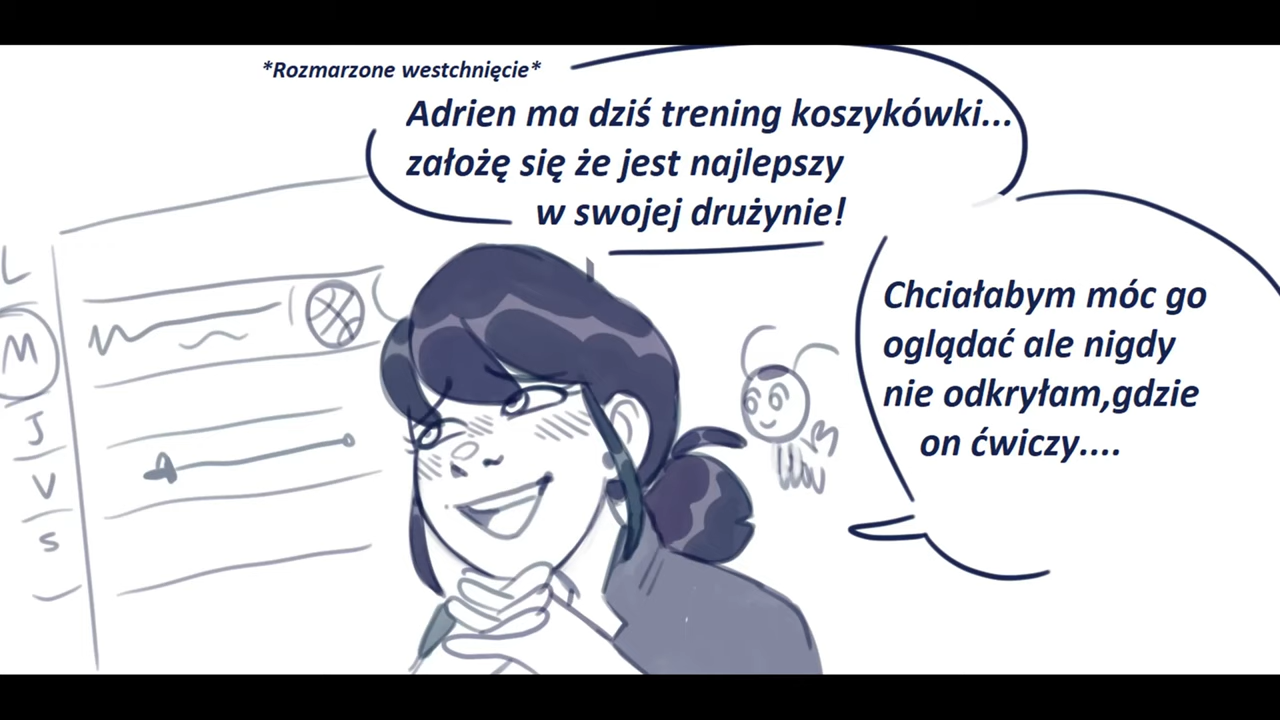 *Rozmarzone westchnięcie*
Adrien ma dziś trening koszykówki...
założę się że jest najlepszy
w swojej drużynie!
Chciałabym móc go
oglądać ale nigdy
nie odkryłam,gdzie
on ćwiczy....
L
M
J
V
S